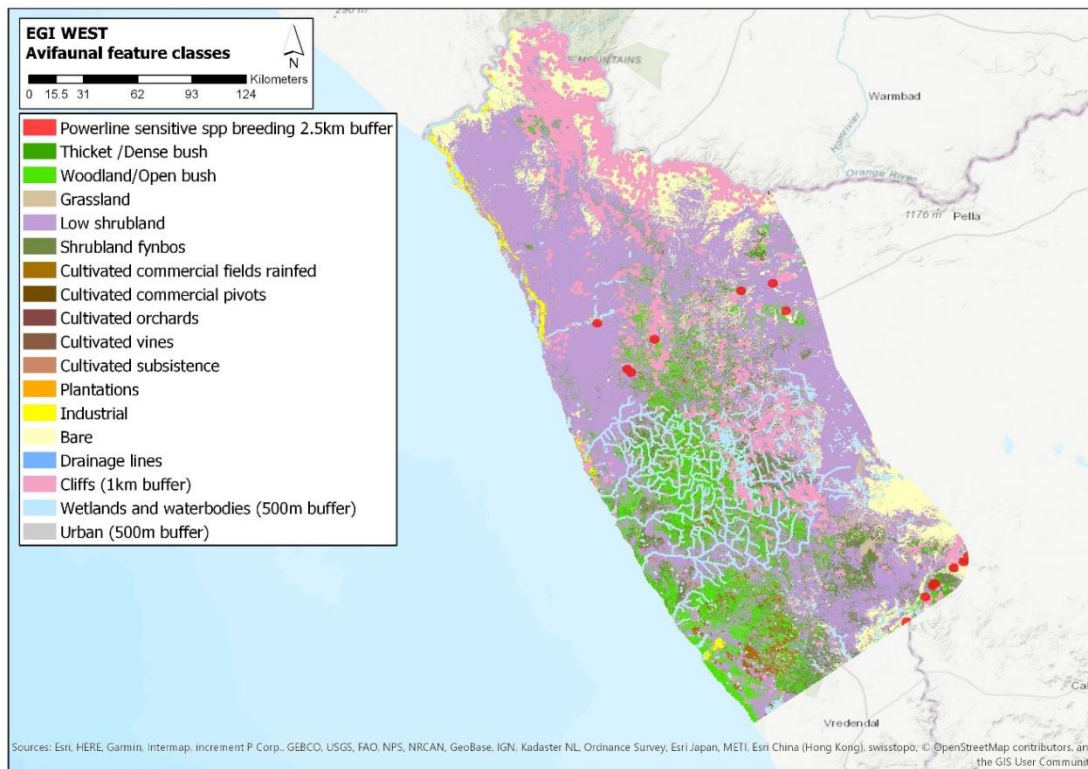 EGI WEST
Avifaunal feature classes
N
Kilometers
0 15.5 31 62 93 124
Powerline sensitive spp breeding 2.5km buffer
Thicket /Dense bush
Woodland/Open bush
Grassland
Low shrubland
Shrubland fynbos
Cultivated commercial fields rainfed
Cultivated commercial pivots
Cultivated orchards
Cultivated vines
Cultivated subsistence
Plantations
Industrial
Bare
Drainage lines
Cliffs (1km buffer)
Wetlands and waterbodies (500m buffer)
Urban (500m buffer)
MOUNTAINS
Warmbad
Orange River
1176 m
Pella
Vredendal
Sources: Esri, HERE, Garmin, Intermap, increment P Corp., GEBCO, USGS, FAO, NPS, NRCAN, GeoBase, IGN, Kadaster NL, Ordnance Survey, Esri Japan, METI, Esri China (Hong Kong), swisstopo, © OpenStreetMap contributors, an
the GIS User Communi